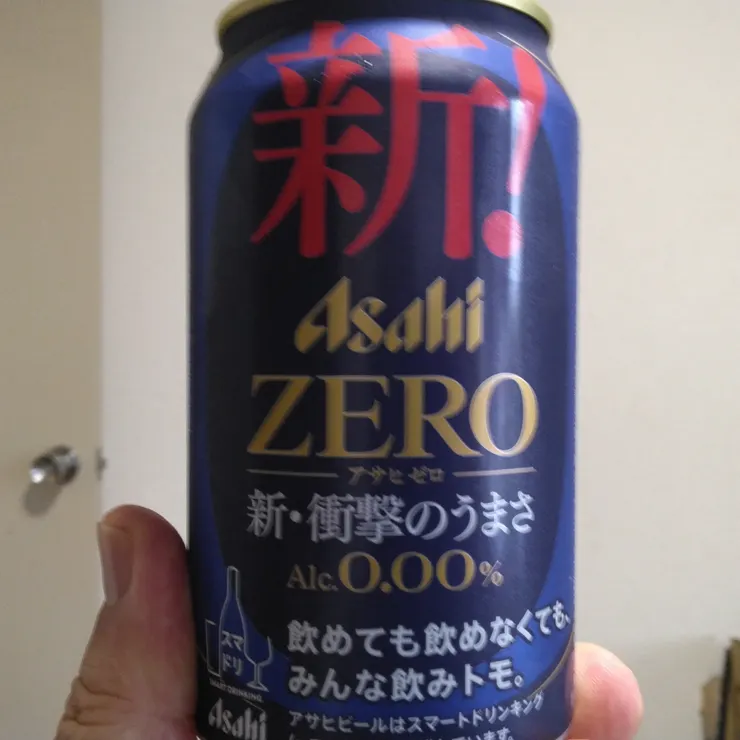 新!
Asahi
ZERO
アサヒゼロ
新・衝撃のうまさ
Alc.0.00%
スマ
ドリ
SMART DRINKING
飲めても飲めなくても、
みんな飲みトモ。
Asahi
アサヒビールはスマートドリンキング